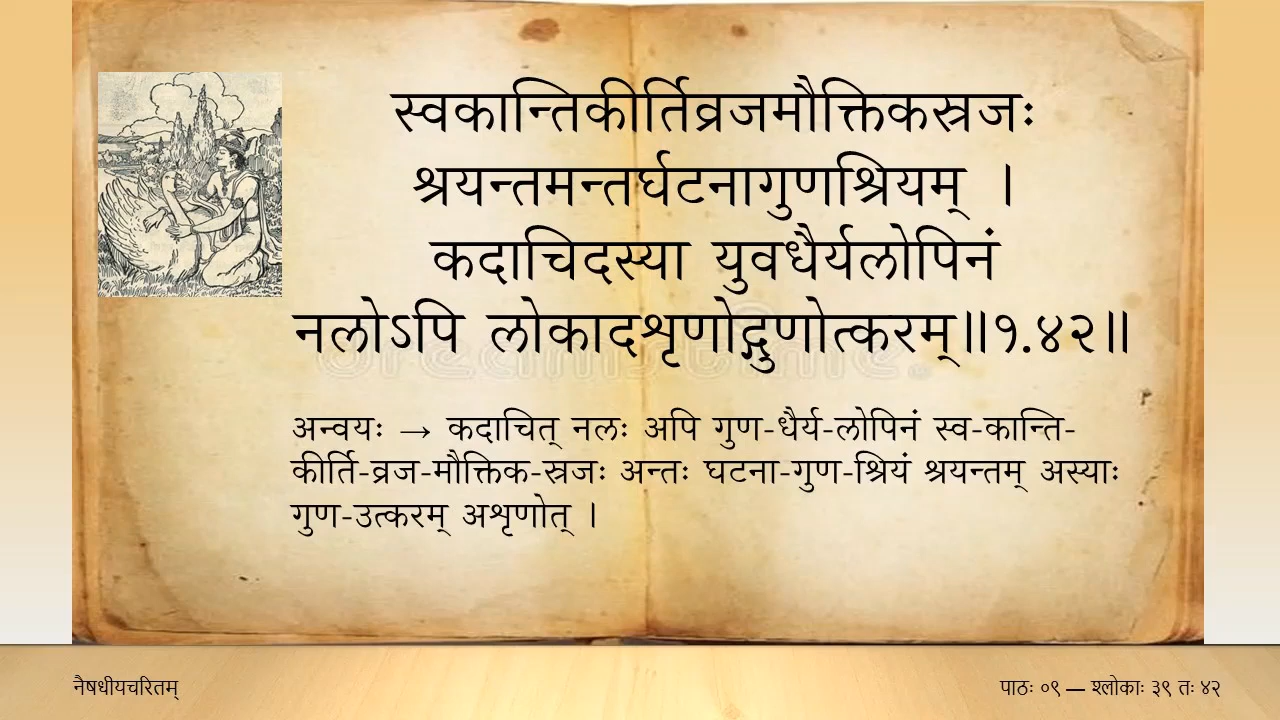 स्वकान्तिकीर्तिव्रजमौक्तिकस्रजः
श्रयन्तमन्तर्घटनागुणश्रियम् ।
कदाचिदस्या युवधैर्यलोपिनं
नलोऽपि लोकादशृणोद्गुणोत्करम्॥१.४२॥
अन्वयः → कदाचित् नलः अपि गुण-धैर्य-लोपिनं स्व-कान्ति-
कीर्ति-व्रज-मौक्तिक-स्रजः अन्तः घटना-गुण-श्रियं श्रयन्तम् अस्याः
गुण-उत्करम् अशृणोत् ।
नैषधीयचरितम्
पाठः ०९ — श्लोकाः ३९ तः ४२